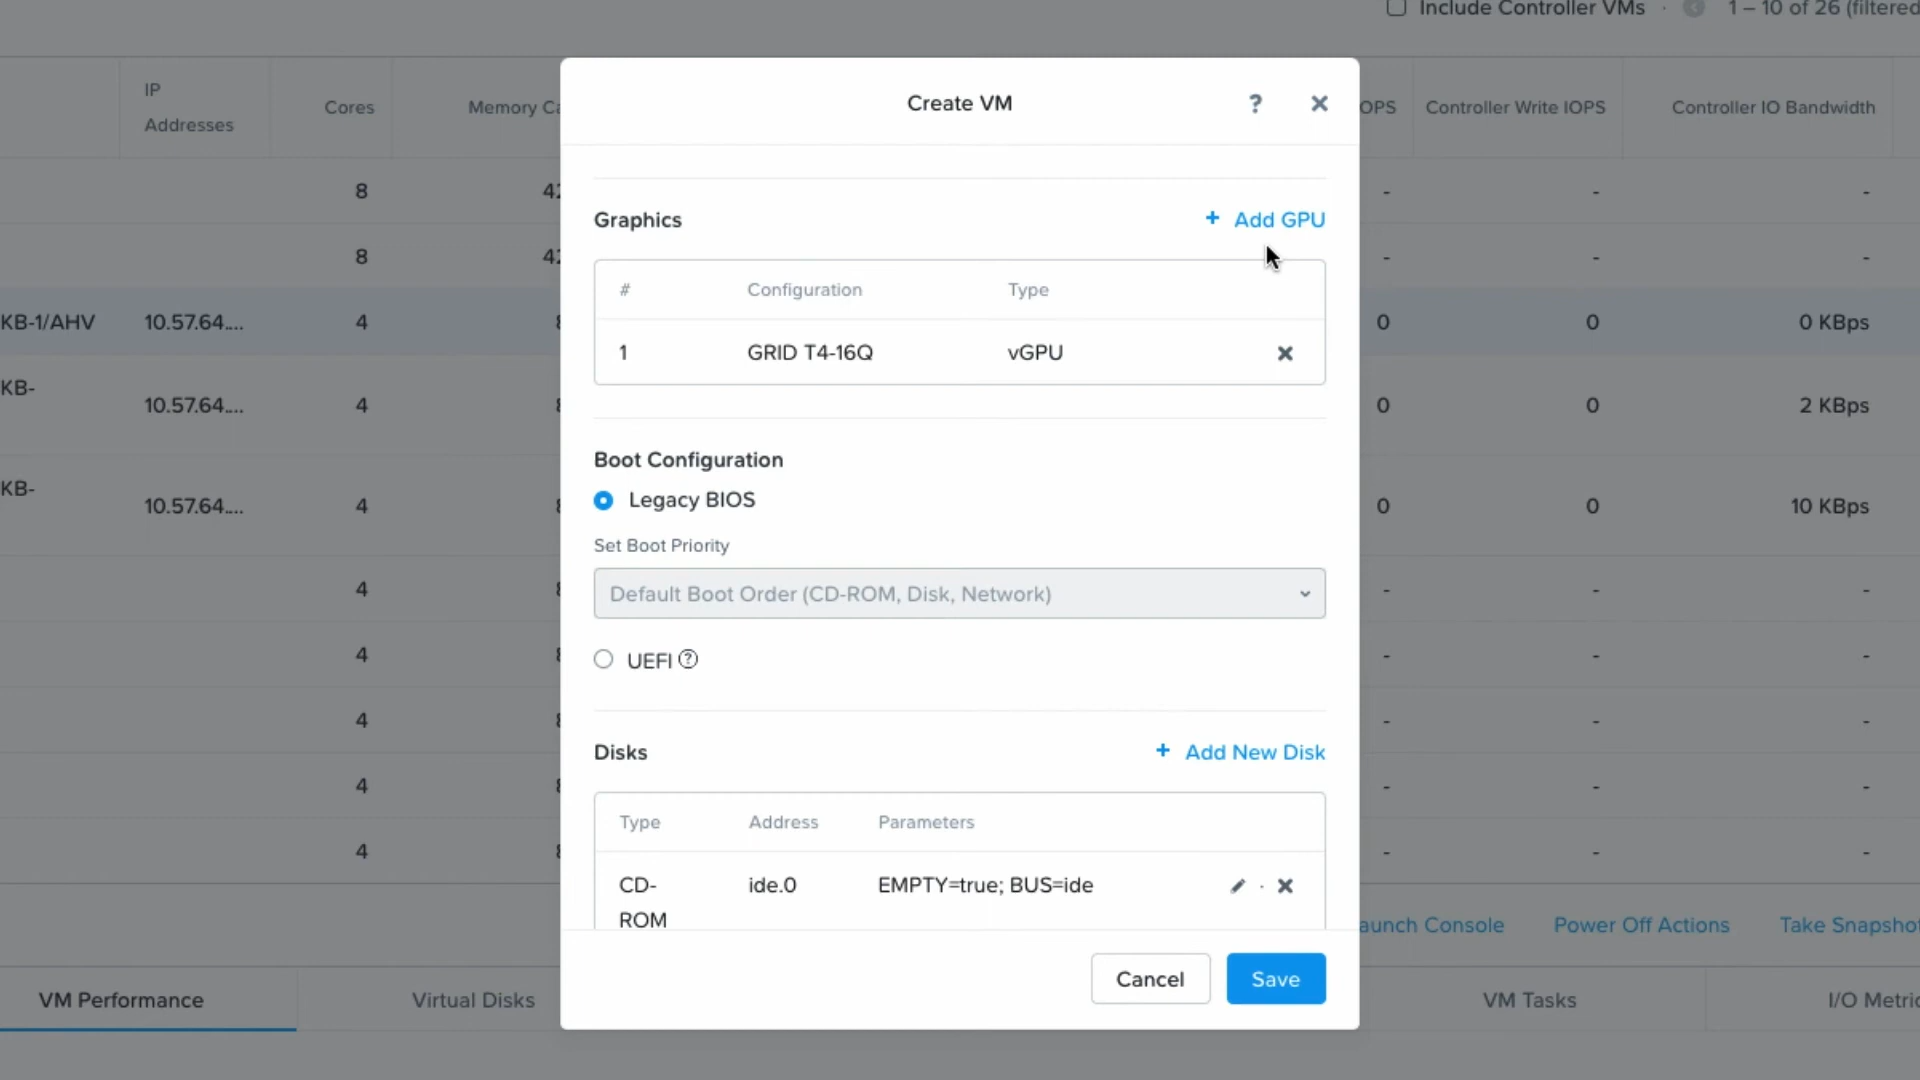 Include Controller VMs · 1 – 10 of 26 (filtered
IP Addresses
Cores
Memory Ca
OPS
Controller Write IOPS
Controller IO Bandwidth
8 42 - - -
8 42 - - -
KB-1/AHV 10.57.64.... 4 0 0 0 KBps
KB- 10.57.64.... 4 0 0 2 KBps
KB- 10.57.64.... 4 0 0 10 KBps
4 - - -
4 - - -
4 - - -
4 - - -
4 - - -
aunch Console Power Off Actions Take Snapshot
VM Performance Virtual Disks VM Tasks I/O Metric
Create VM ? ×
Graphics + Add GPU
# Configuration Type
1 GRID T4-16Q vGPU ×
Boot Configuration
Legacy BIOS
Set Boot Priority
Default Boot Order (CD-ROM, Disk, Network)
UEFI ?
Disks + Add New Disk
Type Address Parameters
CD- ide.0 EMPTY=true; BUS=ide · ×
ROM
Cancel Save